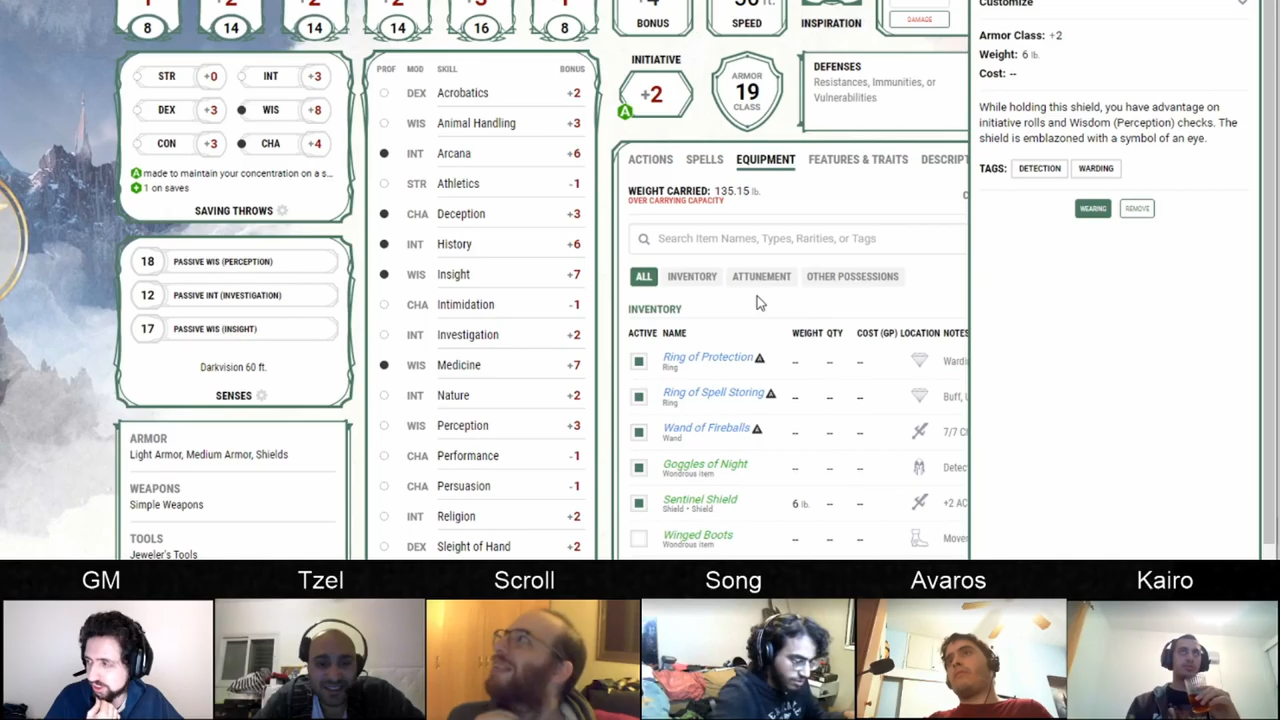 8
14
14
14
16
8
BONUS
SPEED
INSPIRATION
DAMAGE
Customize
Armor Class: +2
Weight: 6 lb.
Cost: --
While holding this shield, you have advantage on
initiative rolls and Wisdom (Perception) checks. The
shield is emblazoned with a symbol of an eye.
TAGS: DETECTION WARDING
WEARING REMOVE
STR +0 INT +3
DEX +3 WIS +8
CON +3 CHA +4
A made to maintain your concentration on a s...
1 on saves
SAVING THROWS
18 PASSIVE WIS (PERCEPTION)
12 PASSIVE INT (INVESTIGATION)
17 PASSIVE WIS (INSIGHT)
Darkvision 60 ft.
SENSES
ARMOR
Light Armor, Medium Armor, Shields
WEAPONS
Simple Weapons
TOOLS
Jeweler's Tools
PROF MOD SKILL BONUS
DEX Acrobatics +2
WIS Animal Handling +3
INT Arcana +6
STR Athletics -1
CHA Deception +3
INT History +6
WIS Insight +7
CHA Intimidation -1
INT Investigation +2
WIS Medicine +7
INT Nature +2
WIS Perception +3
CHA Performance -1
CHA Persuasion -1
INT Religion +2
DEX Sleight of Hand +2
INITIATIVE
+2
A
ARMOR
19
CLASS
DEFENSES
Resistances, Immunities, or
Vulnerabilities
ACTIONS SPELLS EQUIPMENT FEATURES & TRAITS DESCRIPT
WEIGHT CARRIED: 135.15 lb.
OVER CARRYING CAPACITY
Search Item Names, Types, Rarities, or Tags
ALL INVENTORY ATTUNEMENT OTHER POSSESSIONS
INVENTORY
ACTIVE NAME WEIGHT QTY COST (GP) LOCATION NOTES
Ring of Protection -- -- -- Wardi
Ring
Ring of Spell Storing -- -- -- Buff, U
Ring
Wand of Fireballs -- -- -- 7/7 Cl
Wand
Goggles of Night -- -- -- Detec
Wondrous item
Sentinel Shield 6 lb. -- -- +2 AC
Shield • Shield
Winged Boots -- -- -- Move
Wondrous item
GM Tzel Scroll Song Avaros Kairo